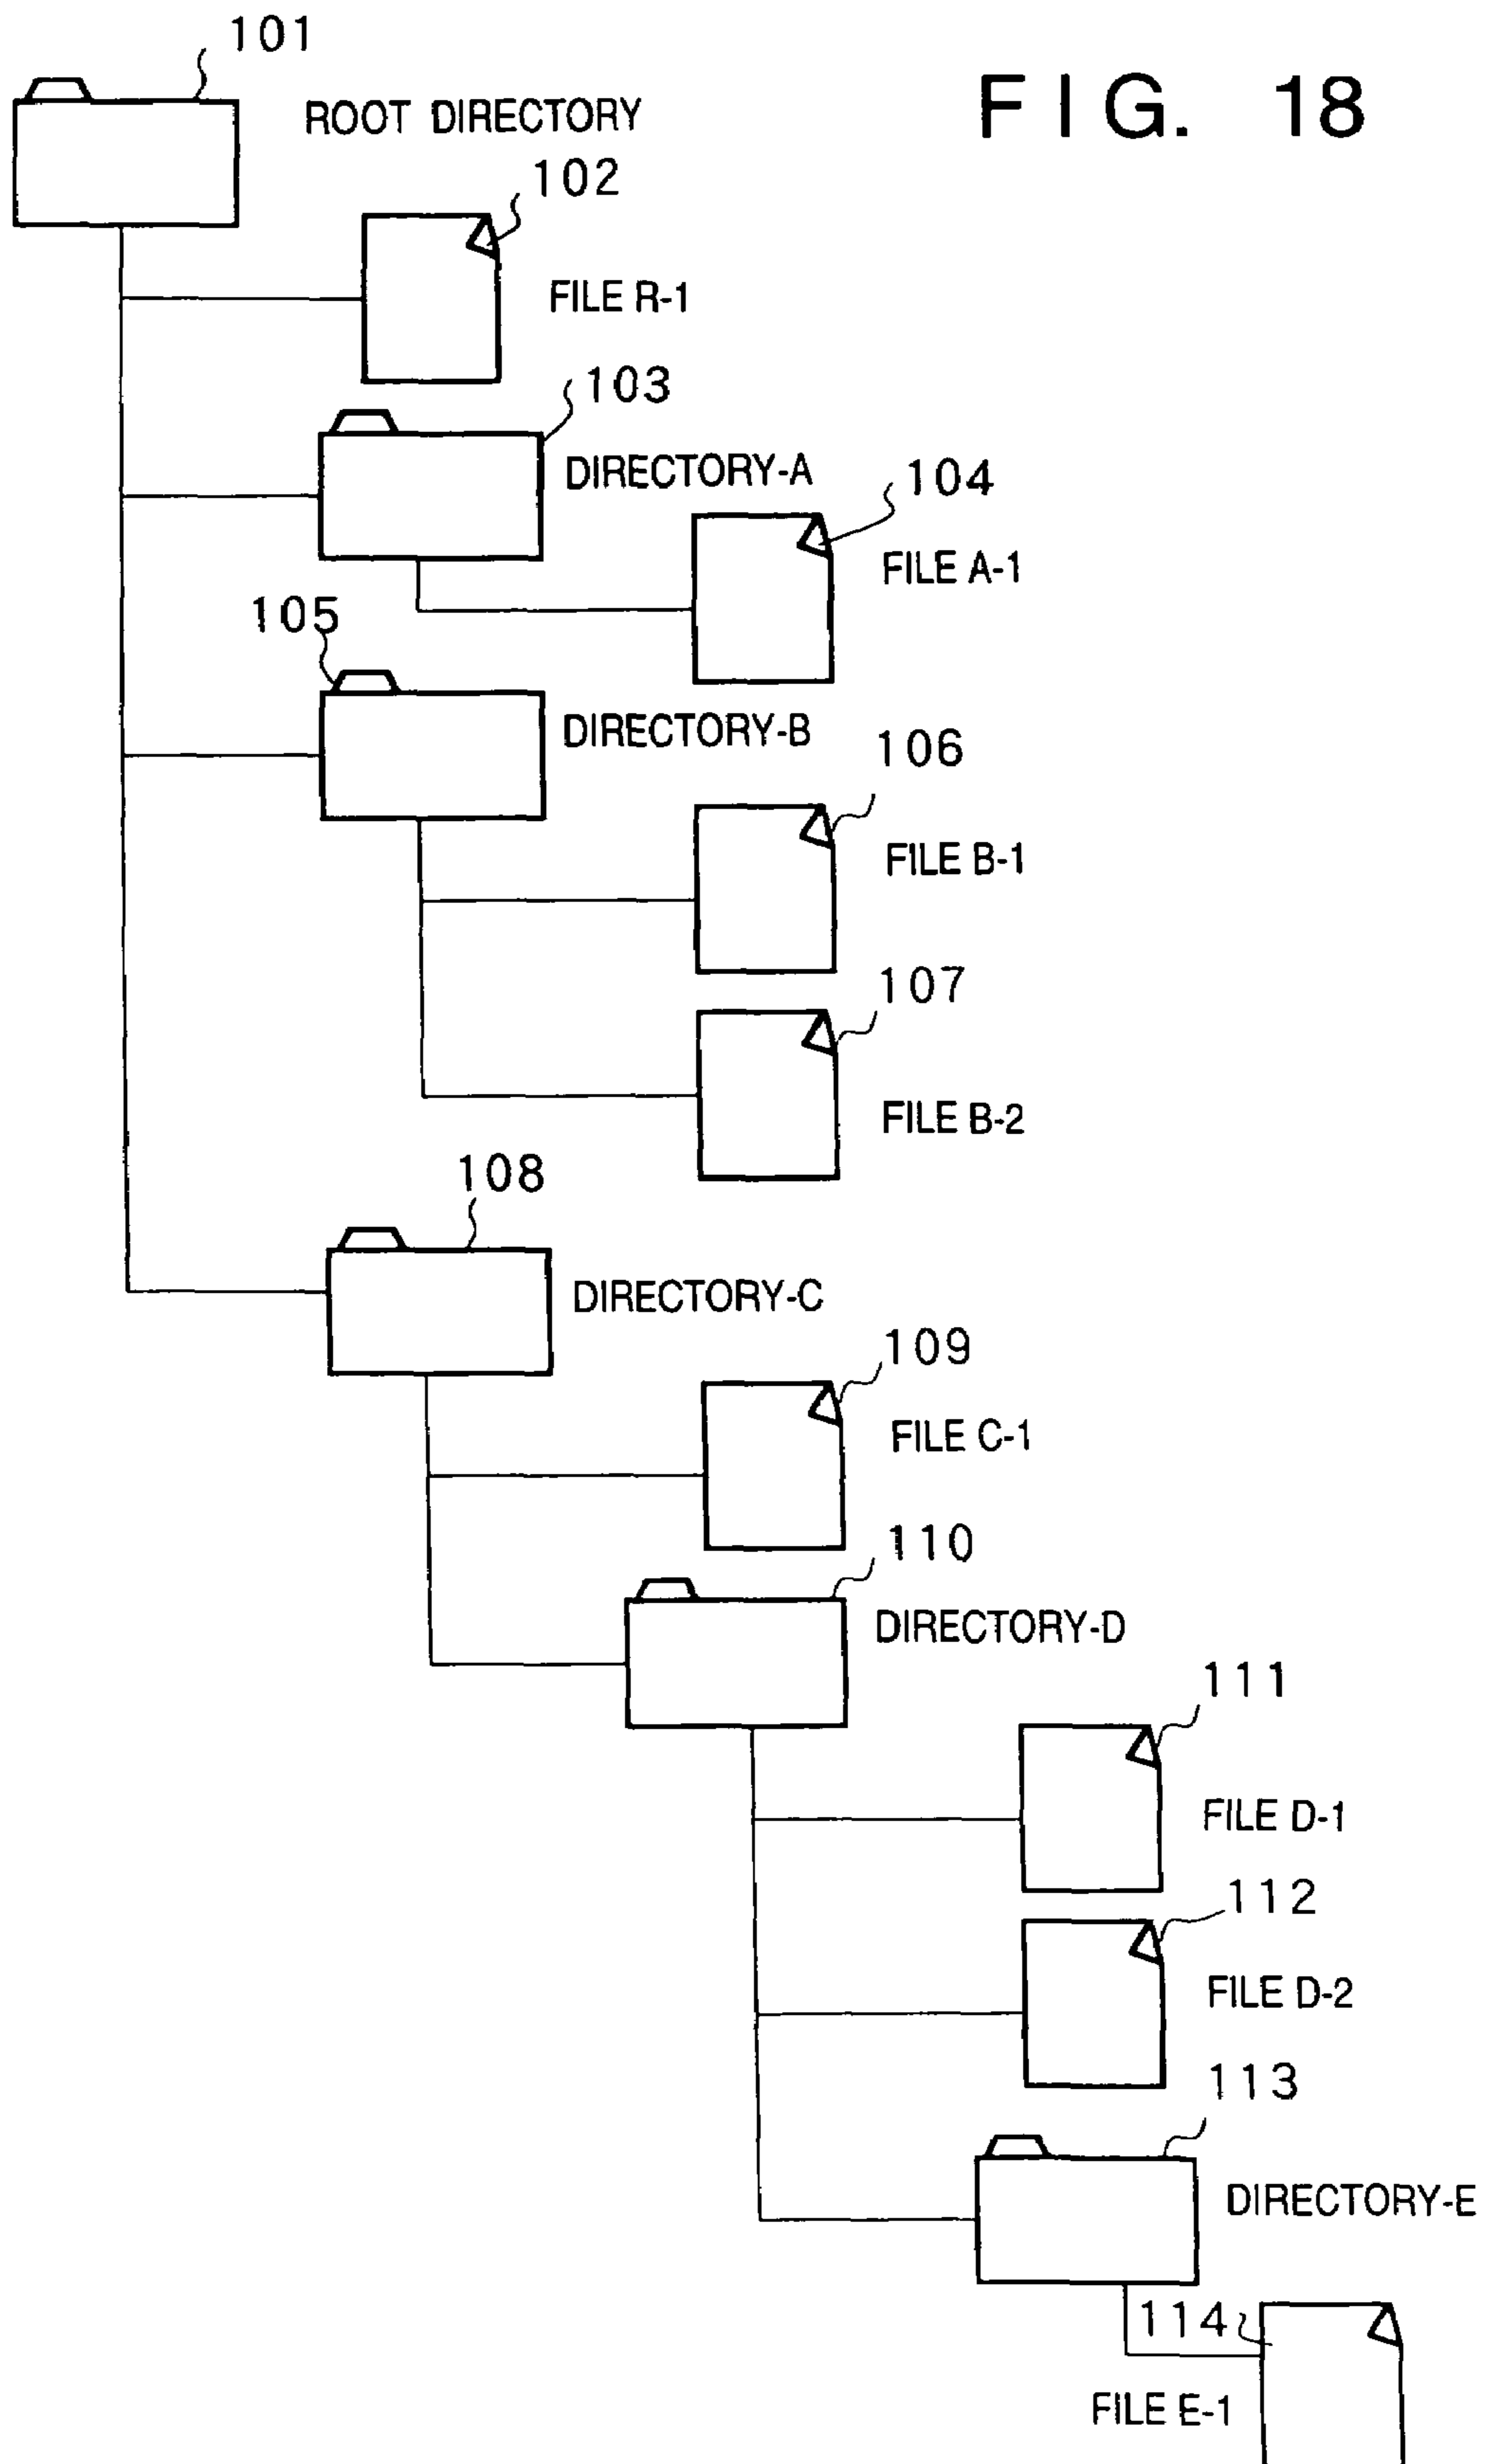 101
FIG. 18
ROOT DIRECTORY
102
FILE R-1
103
DIRECTORY-A
104
FILE A-1
105
DIRECTORY-B
106
FILE B-1
107
FILE B-2
108
DIRECTORY-C
109
FILE C-1
110
DIRECTORY-D
111
FILE D-1
112
FILE D-2
113
DIRECTORY-E
114
FILE E-1